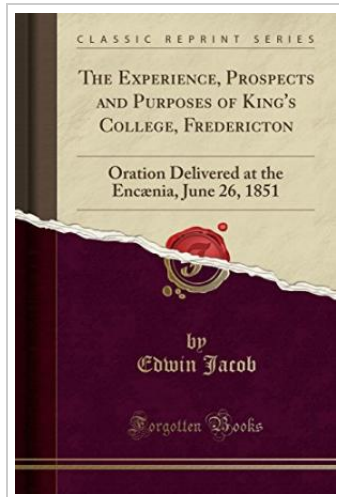 CLASSIC REPRINT SERIES
THE EXPERIENCE, PROSPECTS
AND PURPOSES OF KING'S
COLLEGE, FREDERICTON
Oration Delivered at the
Encænia, June 26, 1851
by
Edwin Jacob
Forgotten Books